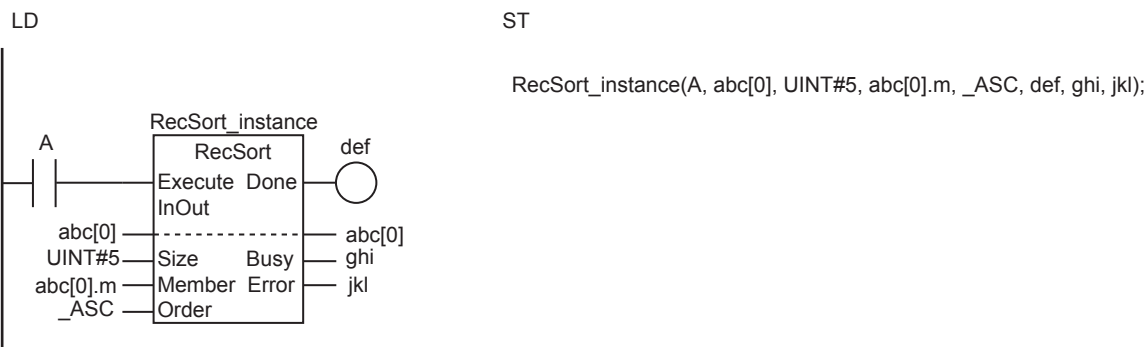 LD
ST
RecSort_instance(A, abc[0], UINT#5, abc[0].m, _ASC, def, ghi, jkl);
RecSort_instance
A
RecSort
def
Execute Done
InOut
abc[0] abc[0]
UINT#5 Size Busy ghi
abc[0].m Member Error jkl
_ASC Order